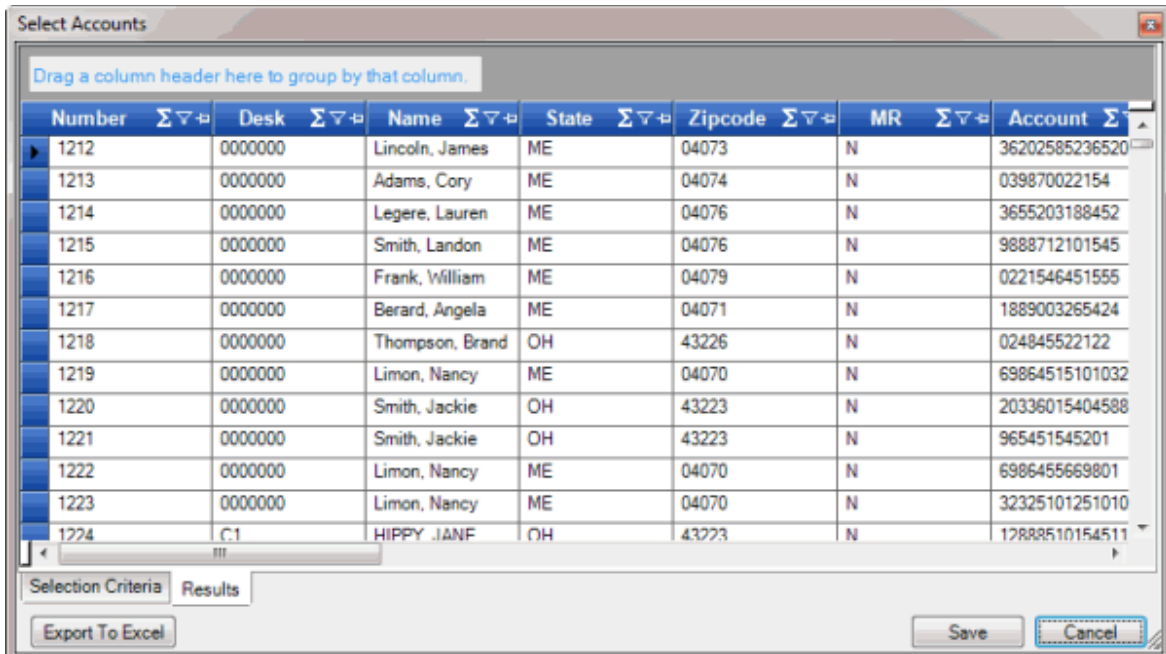 Select Accounts
Drag a column header here to group by that column.
Number Σ Desk Σ Name Σ State Σ Zipcode Σ MR Σ Account Σ
1212 0000000 Lincoln, James ME 04073 N 36202585236520
1213 0000000 Adams, Cory ME 04074 N 039870022154
1214 0000000 Legere, Lauren ME 04076 N 3655203188452
1215 0000000 Smith, Landon ME 04076 N 9888712101545
1216 0000000 Frank, William ME 04079 N 0221546451555
1217 0000000 Berard, Angela ME 04071 N 1889003265424
1218 0000000 Thompson, Brand OH 43226 N 024845522122
1219 0000000 Limon, Nancy ME 04070 N 69864515101032
1220 0000000 Smith, Jackie OH 43223 N 20336015404588
1221 0000000 Smith, Jackie OH 43223 N 965451545201
1222 0000000 Limon, Nancy ME 04070 N 6986455669801
1223 0000000 Limon, Nancy ME 04070 N 32325101251010
1224 C1 HIPPY, JANE OH 43223 N 12888510154511
Selection Criteria Results
Export To Excel Save Cancel